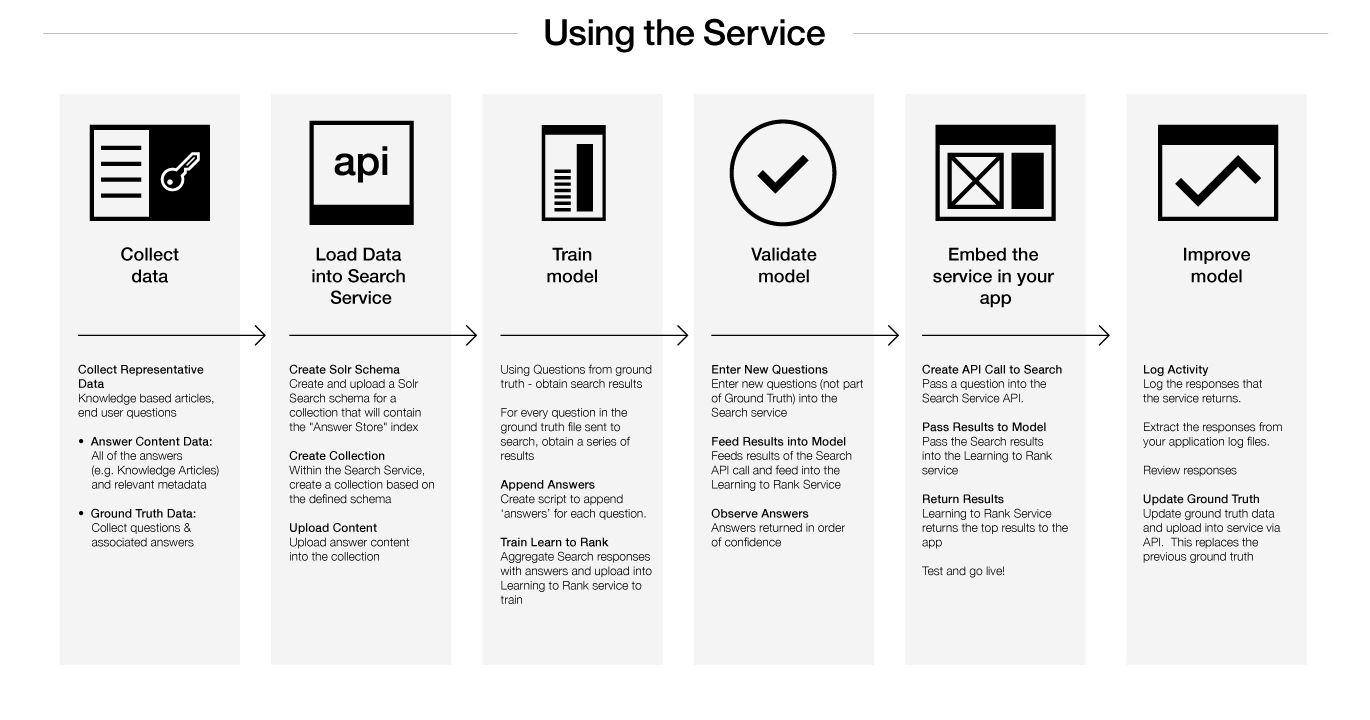 Using the Service
api
Collect
data
Collect Representative
Data
Knowledge based articles,
end user questions
• Answer Content Data:
All of the answers
(e.g. Knowledge Articles)
and relevant metadata
• Ground Truth Data:
Collect questions &
associated answers
Load Data
into Search
Service
Create Solr Schema
Create and upload a Solr
Search schema for a
collection that will contain
the "Answer Store" index
Create Collection
Within the Search Service,
create a collection based on
the defined schema
Upload Content
Upload answer content
into the collection
Train
model
Using Questions from ground
truth - obtain search results
For every question in the
ground truth file sent to
search, obtain a series of
results
Append Answers
Create script to append
‘answers’ for each question.
Train Learn to Rank
Aggregate Search responses
with answers and upload into
Learning to Rank service to
train
Validate
model
Enter New Questions
Enter new questions (not part
of Ground Truth) into the
Search service
Feed Results into Model
Feeds results of the Search
API call and feed into the
Learning to Rank Service
Observe Answers
Answers returned in order
of confidence
Embed the
service in your
app
Create API Call to Search
Pass a question into the
Search Service API.
Pass Results to Model
Pass the Search results
into the Learning to Rank
service
Return Results
Learning to Rank Service
returns the top results to the
app
Test and go live!
Improve
model
Log Activity
Log the responses that
the service returns.
Extract the responses from
your application log files.
Review responses
Update Ground Truth
Update ground truth data
and upload into service via
API.  This replaces the
previous ground truth